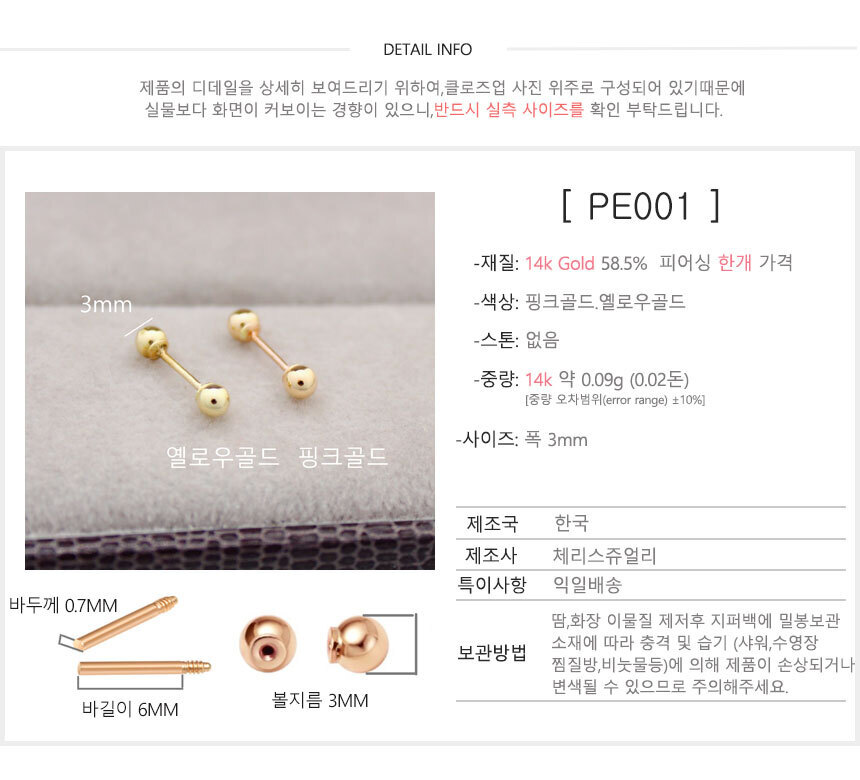 DETAIL INFO
제품의 디데일을 상세히 보여드리기 위하여,클로즈업 사진 위주로 구성되어 있기때문에
실물보다 화면이 커보이는 경향이 있으니,반드시 실측 사이즈를 확인 부탁드립니다.
[ PE001 ]
-재질: 14k Gold 58.5% 피어싱 한개 가격
-색상: 핑크골드.옐로우골드
-스톤: 없음
-중량: 14k 약 0.09g (0.02돈)
[중량 오차범위(error range) ±10%]
-사이즈: 폭 3mm
3mm
옐로우골드 핑크골드
바두께 0.7MM
바길이 6MM
볼지름 3MM
제조국 한국
제조사 체리스쥬얼리
특이사항 익일배송
보관방법
땀,화장 이물질 제저후 지퍼백에 밀봉보관
소재에 따라 충격 및 습기 (샤워,수영장
찜질방,비눗물등)에 의해 제품이 손상되거나
변색될 수 있으므로 주의해주세요.